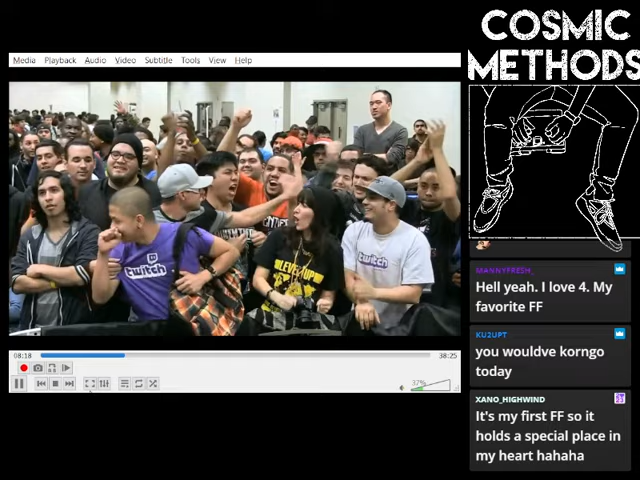 COSMIC
METHODS
Media Playback Audio Video Subtitle Tools View Help
twitch
twitch
08:18
38:25
37%
MANNYFRESH_
Hell yeah. I love 4. My
favorite FF
KU2UPT
you wouldve korngo
today
XANO_HIGHWIND
It's my first FF so it
holds a special place in
my heart hahaha